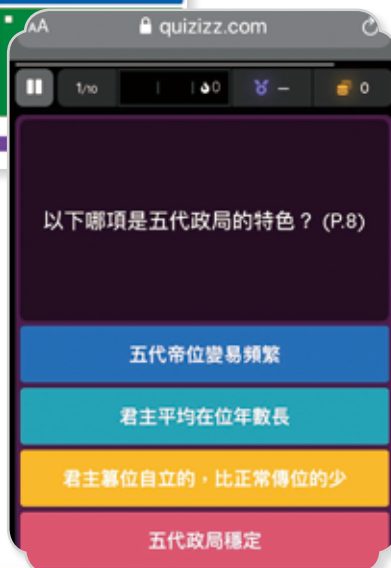 AA quizizz.com
1/10 0 – 0
以下哪項是五代政局的特色？ (P.8)
五代帝位變易頻繁
君主平均在位年數長
君主篡位自立的，比正常傳位的少
五代政局穩定